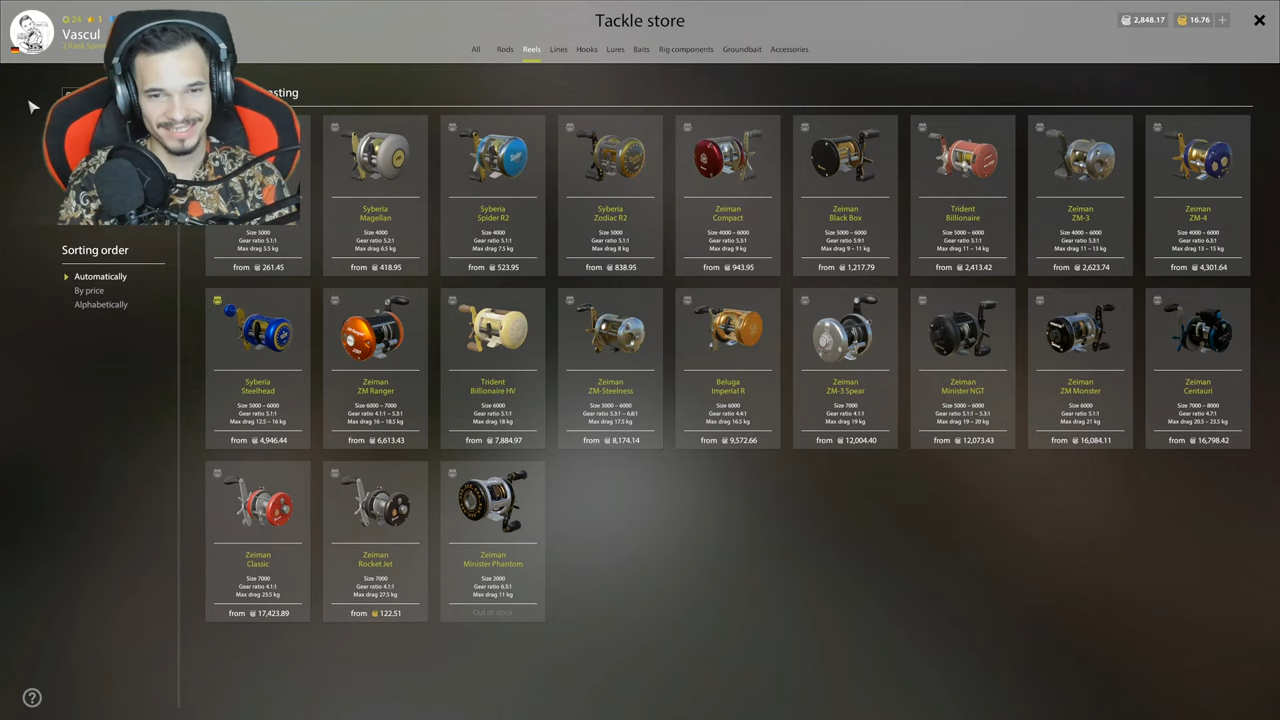 Tackle store
24 1
Vascul
2 Rank Spinn
2,848.17
16.76 +
All Rods Reels Lines Hooks Lures Baits Rig components Groundbait Accessories
asting
Sorting order
Automatically
By price
Alphabetically
Size 5000
Gear ratio 5.1:1
Max drag 5.5 kg
from 261.45
Syberia
Magellan
Size 4000
Gear ratio 5.2:1
Max drag 6.5 kg
from 418.95
Syberia
Spider R2
Size 4000
Gear ratio 5.1:1
Max drag 7.5 kg
from 523.95
Syberia
Zodiac R2
Size 5000
Gear ratio 5.1:1
Max drag 8 kg
from 838.95
Zeiman
Compact
Size 4000 – 6000
Gear ratio 5.3:1
Max drag 9 kg
from 943.95
Zeiman
Black Box
Size 5000 – 6000
Gear ratio 5.9:1
Max drag 9 – 11 kg
from 1,217.79
Trident
Billionaire
Size 5000 – 6000
Gear ratio 5.1:1
Max drag 11 – 14 kg
from 2,413.42
Zeiman
ZM-3
Size 4000 – 6000
Gear ratio 5.3:1
Max drag 11 – 13 kg
from 2,623.74
Zeiman
ZM-4
Size 4000 – 6000
Gear ratio 6.3:1
Max drag 13 – 15 kg
from 4,301.64
Syberia
Steelhead
Size 5000 – 6000
Gear ratio 5.1:1
Max drag 12.5 – 16 kg
from 4,946.44
Zeiman
ZM Ranger
Size 6000 – 7000
Gear ratio 4.1:1 – 5.3:1
Max drag 16 – 18.5 kg
from 6,613.43
Trident
Billionaire HV
Size 6000
Gear ratio 5.1:1
Max drag 18 kg
from 7,884.97
Zeiman
ZM-Steelness
Size 5000 – 6000
Gear ratio 5.3:1 – 6.8:1
Max drag 17.5 kg
from 8,174.14
Beluga
Imperial R
Size 6000
Gear ratio 4.4:1
Max drag 16.5 kg
from 9,572.66
Zeiman
ZM-3 Spear
Size 7000
Gear ratio 4.1:1
Max drag 19 kg
from 12,004.40
Zeiman
Minister NGT
Size 5000 – 6000
Gear ratio 5.1:1 – 5.3:1
Max drag 19 – 20 kg
from 12,073.43
Zeiman
ZM Monster
Size 6000
Gear ratio 5.1:1
Max drag 21 kg
from 16,084.11
Zeiman
Centauri
Size 7000 – 8000
Gear ratio 4.7:1
Max drag 20.5 – 23.5 kg
from 16,798.42
Zeiman
Classic
Size 7000
Gear ratio 4.1:1
Max drag 23.5 kg
from 17,423.89
Zeiman
Rocket Jet
Size 7000
Gear ratio 4.1:1
Max drag 27.5 kg
from 122.51
Zeiman
Minister Phantom
Size 2000
Gear ratio 6.3:1
Max drag 11 kg
Out of stock
?